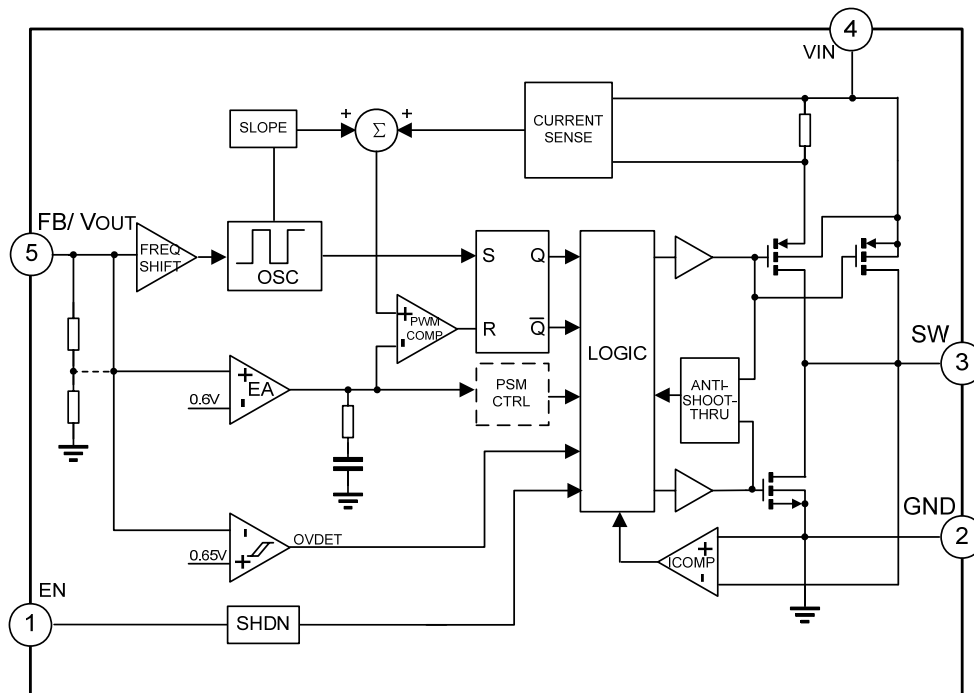 4
VIN
SLOPE
+
Σ
+
CURRENT
SENSE
FB/ VOUT
5
FREQ
SHIFT
OSC
S
Q
R
Q̅
+
-
PWM
COMP
LOGIC
SW
3
+
-
EA
0.6V
PSM
CTRL
ANTI-
SHOOT-
THRU
GND
2
-
+
0.65V
OVDET
+
-
ICOMP
EN
1
SHDN